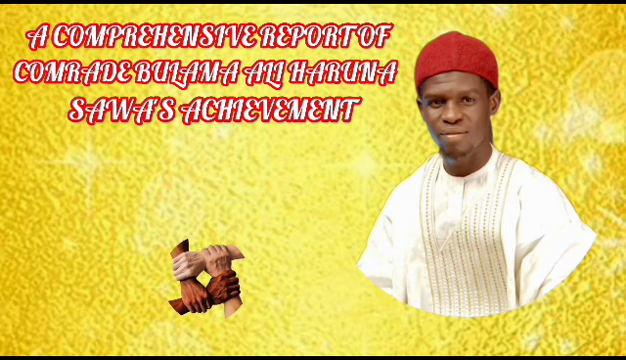 A COMPREHENSIVE REPORT OF
COMRADE BULAMA ALI HARUNA
SAWA'S ACHIEVEMENT